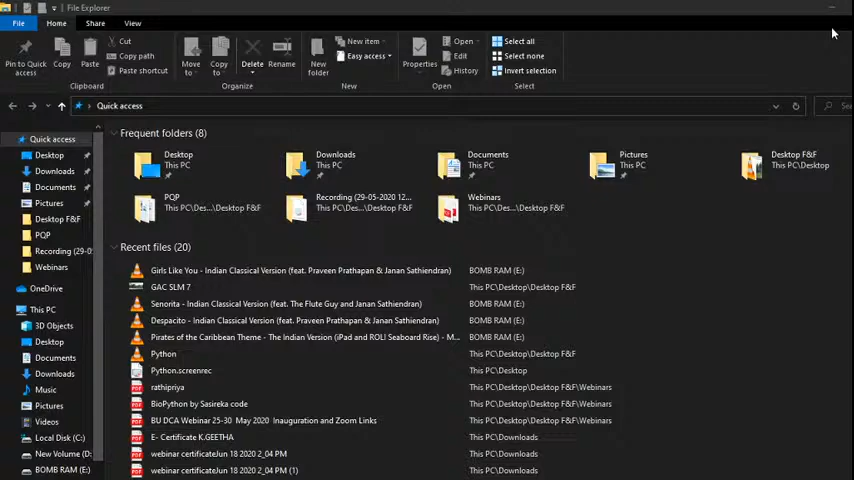 File Explorer
File Home Share View
Pin to Quick access
Copy
Paste
Cut
Copy path
Paste shortcut
Clipboard
Move to
Copy to
Delete
Rename
Organize
New folder
New item
Easy access
New
Properties
Open
Edit
History
Open
Select all
Select none
Invert selection
Select
Quick access
Sea
Quick access
Desktop
Downloads
Documents
Pictures
Desktop F&F
PQP
Recording (29-05
Webinars
OneDrive
This PC
3D Objects
Desktop
Documents
Downloads
Music
Pictures
Videos
Local Disk (C:)
New Volume (D:)
BOMB RAM (E:)
Frequent folders (8)
Desktop
This PC
Downloads
This PC
Documents
This PC
Pictures
This PC
Desktop F&F
This PC\Desktop
PQP
This PC\Des...\Desktop F&F
Recording (29-05-2020 12...
This PC\Des...\Desktop F&F
Webinars
This PC\Des...\Desktop F&F
Recent files (20)
Girls Like You - Indian Classical Version (feat. Praveen Prathapan & Janan Sathiendran) BOMB RAM (E:)
GAC SLM 7 This PC\Desktop\Desktop F&F
Senorita - Indian Classical Version (feat. The Flute Guy and Janan Sathiendran) BOMB RAM (E:)
Despacito - Indian Classical Version (feat. Praveen Prathapan & Janan Sathiendran) BOMB RAM (E:)
Pirates of the Caribbean Theme - The Indian Version (iPad and ROLI Seaboard Rise) - M... BOMB RAM (E:)
Python This PC\Desktop\Desktop F&F
Python.screenrec This PC\Desktop
rathipriya This PC\Desktop\Desktop F&F\Webinars
BioPython by Sasireka code This PC\Desktop\Desktop F&F\Webinars
BU DCA Webinar 25-30 May 2020 Inauguration and Zoom Links This PC\Desktop\Desktop F&F\Webinars
E- Certificate K.GEETHA This PC\Downloads
webinar certificateJun 18 2020 2_04 PM This PC\Downloads
webinar certificateJun 18 2020 2_04 PM (1) This PC\Downloads